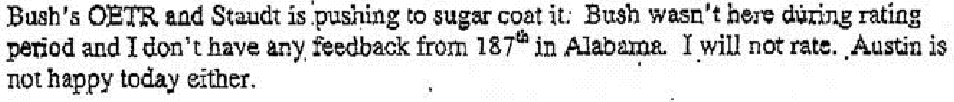 Bush's OETR and Staudt is pushing to sugar coat it. Bush wasn't here during rating
period and I don't have any feedback from 187th in Alabama. I will not rate. Austin is
not happy today either.